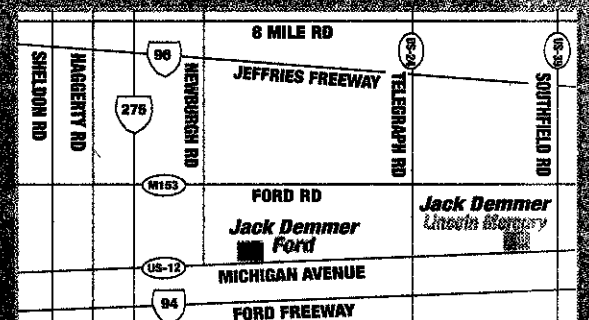 8 MILE RD
96
JEFFRIES FREEWAY
US-24
US-39
SHELDON RD
HAGGERTY RD
275
NEWBURGH RD
TELEGRAPH RD
SOUTHFIELD RD
M153
FORD RD
Jack Demmer
Ford
Jack Demmer
Lincoln Mercury
US-12
MICHIGAN AVENUE
94
FORD FREEWAY